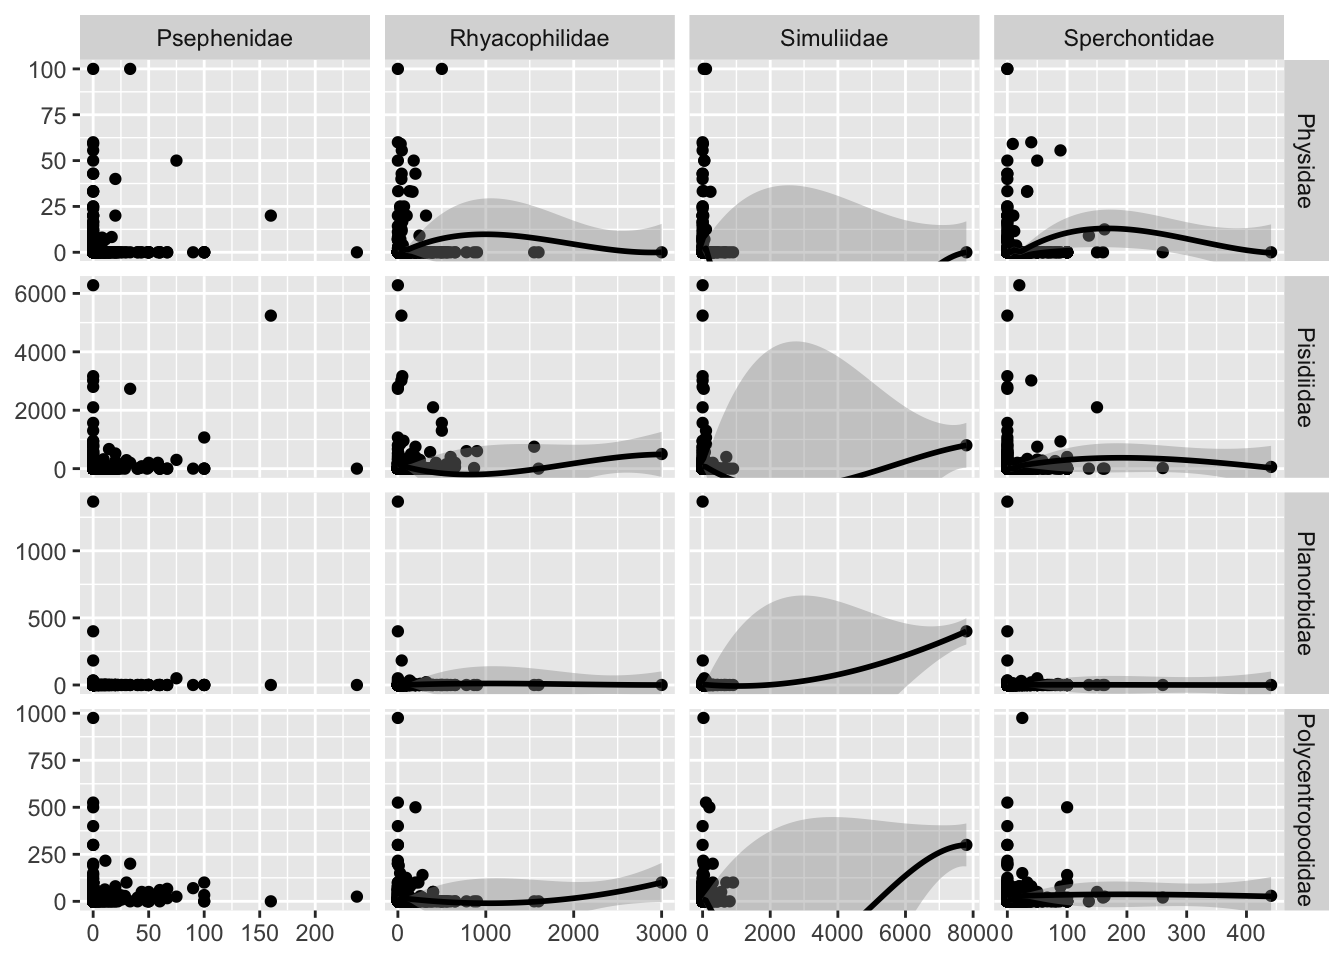 Psephenidae Rhyacophilidae Simuliidae Sperchontidae
100
75
50
25
0
Physidae
6000
4000
2000
0
Pisidiidae
1000
500
0
Planorbidae
1000
750
500
250
0
Polycentropodidae
0 50 100 150 200 0 1000 2000 3000 0 2000 4000 6000 8000 0 100 200 300 400